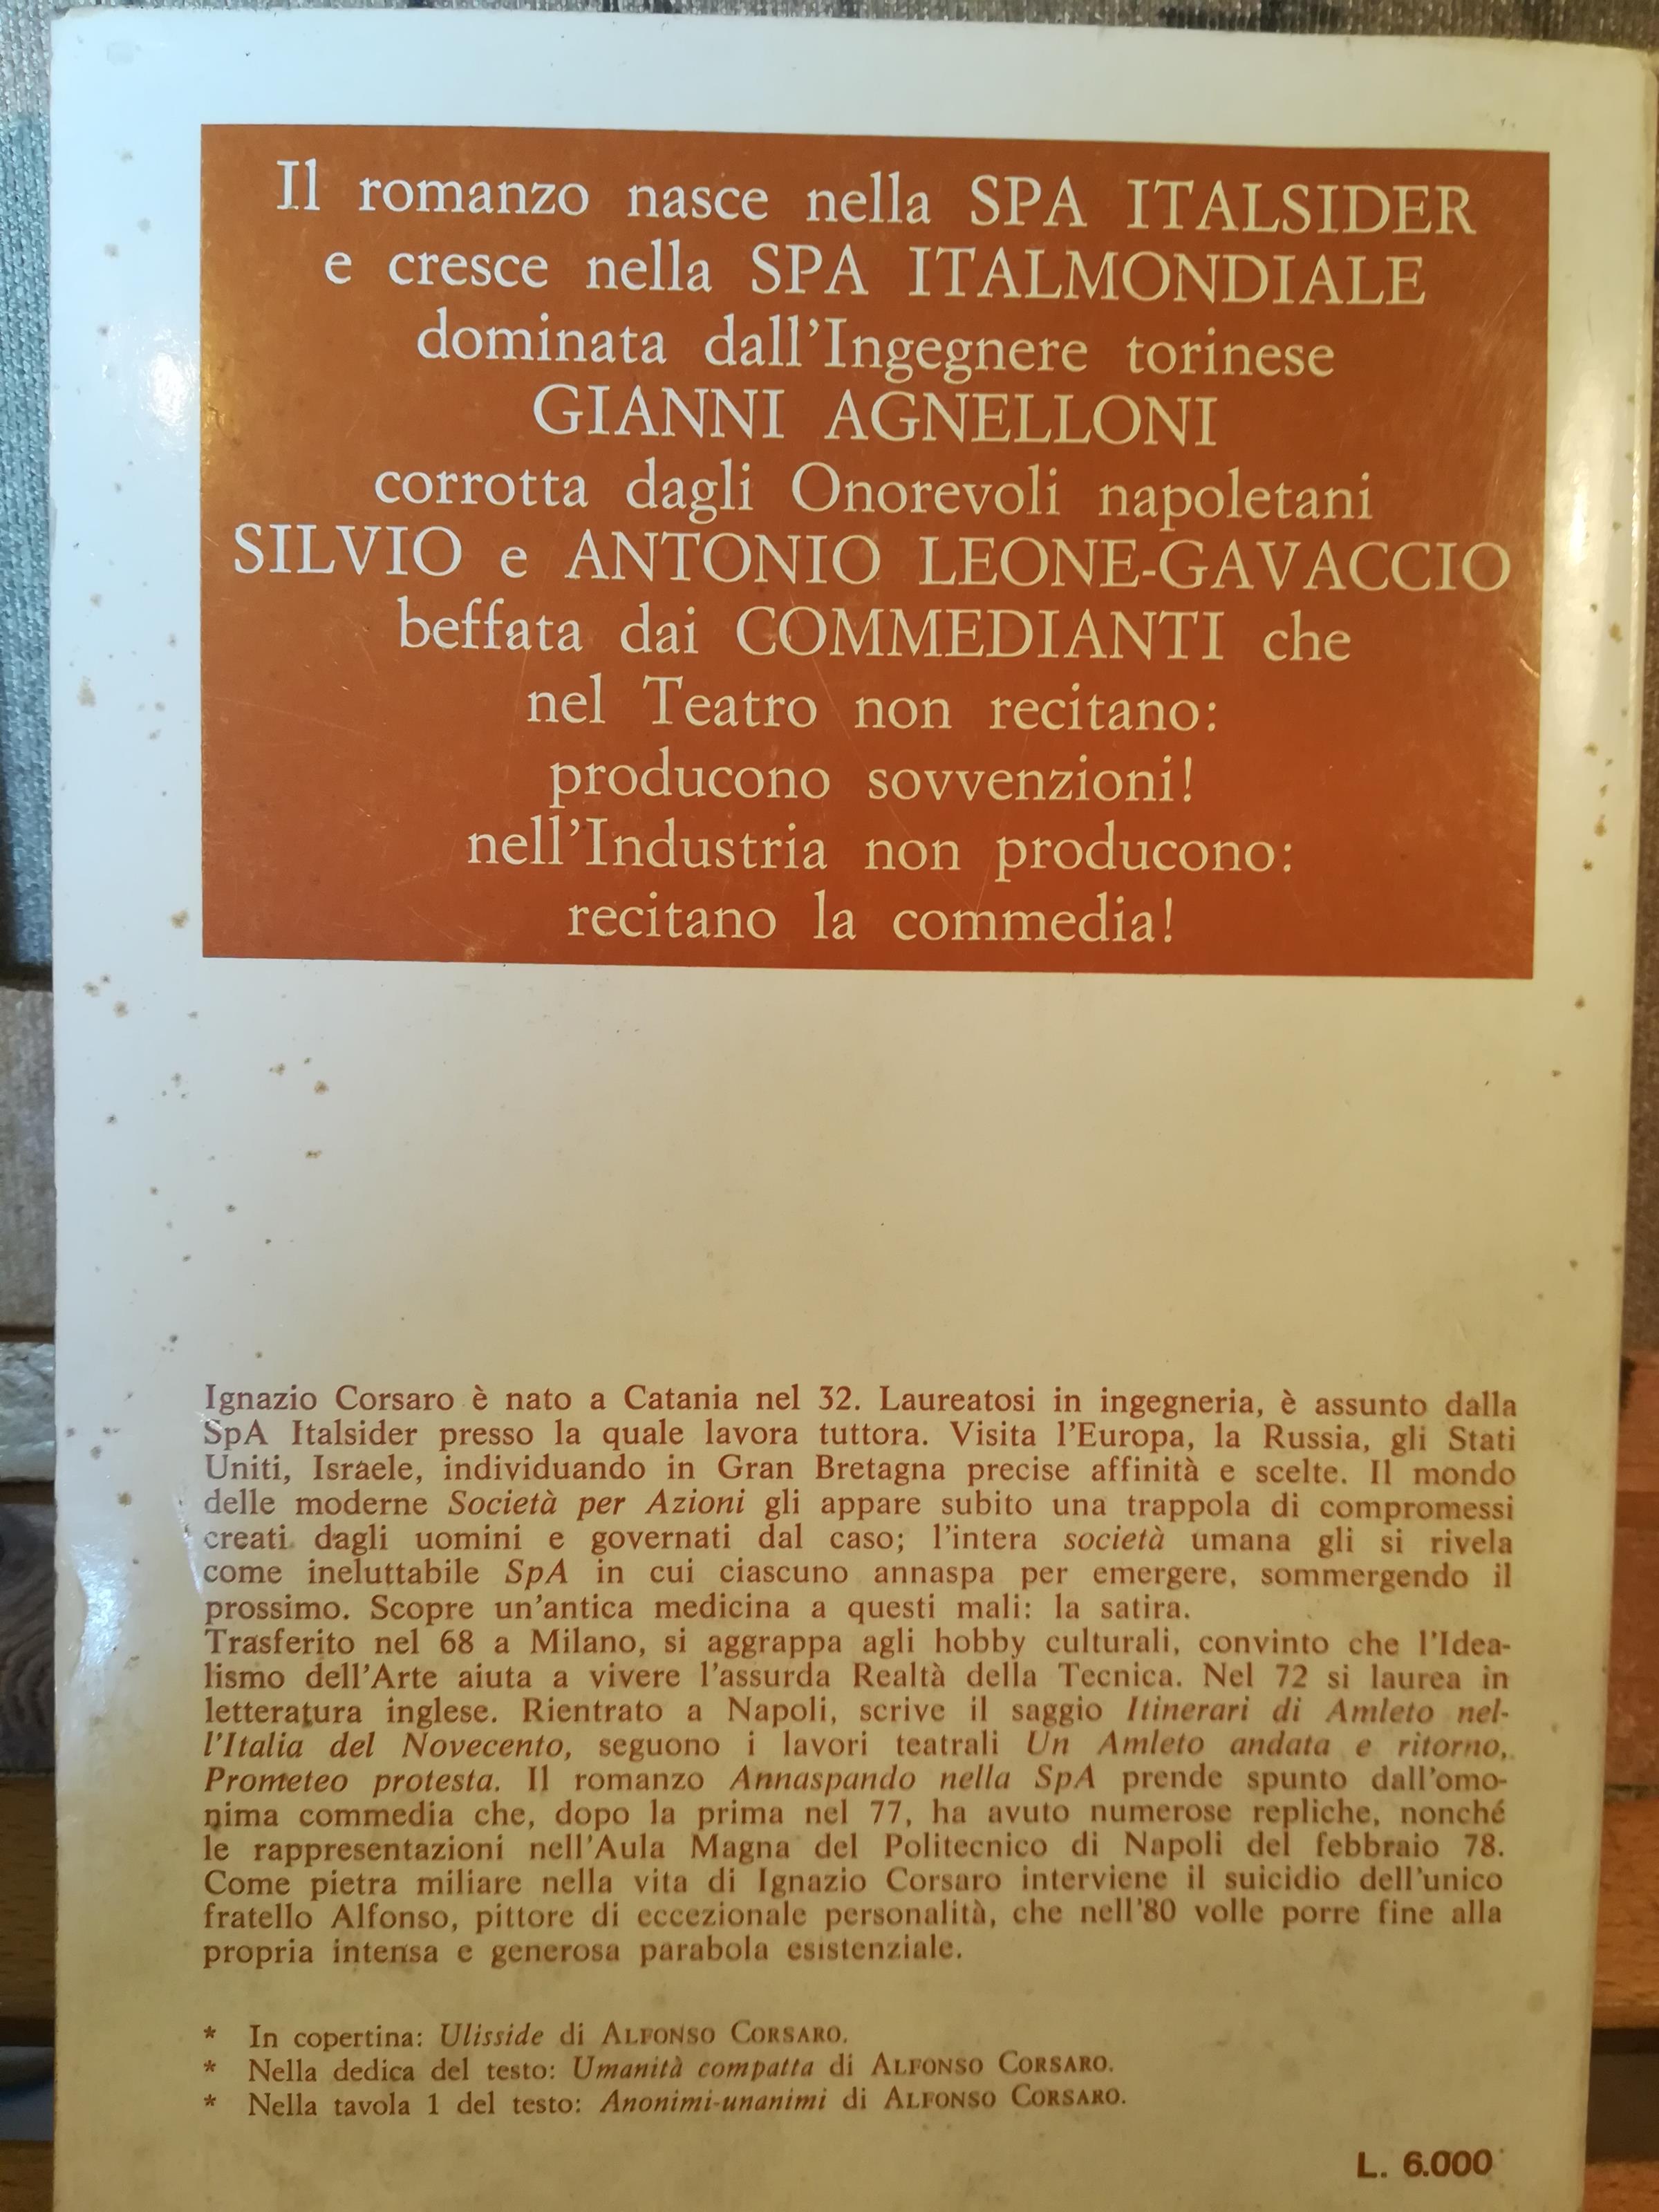 Il romanzo nasce nella SPA ITALSIDER
e cresce nella SPA ITALMONDIALE
dominata dall'Ingegnere torinese
GIANNI AGNELLONI
corrotta dagli Onorevoli napoletani
SILVIO e ANTONIO LEONE-GAVACCIO
beffata dai COMMEDIANTI che
nel Teatro non recitano:
producono sovvenzioni!
nell'Industria non producono:
recitano la commedia!
Ignazio Corsaro è nato a Catania nel 32. Laureatosi in ingegneria, è assunto dalla
SpA Italsider presso la quale lavora tuttora. Visita l'Europa, la Russia, gli Stati
Uniti, Israele, individuando in Gran Bretagna precise affinità e scelte. Il mondo
delle moderne Società per Azioni gli appare subito una trappola di compromessi
creati dagli uomini e governati dal caso; l'intera società umana gli si rivela
come ineluttabile SpA in cui ciascuno annaspa per emergere, sommergendo il
prossimo. Scopre un'antica medicina a questi mali: la satira.
Trasferito nel 68 a Milano, si aggrappa agli hobby culturali, convinto che l'Idea-
lismo dell'Arte aiuta a vivere l'assurda Realtà della Tecnica. Nel 72 si laurea in
letteratura inglese. Rientrato a Napoli, scrive il saggio Itinerari di Amleto nel-
l'Italia del Novecento, seguono i lavori teatrali Un Amleto andata e ritorno,
Prometeo protesta. Il romanzo Annaspando nella SpA prende spunto dall'omo-
nima commedia che, dopo la prima nel 77, ha avuto numerose repliche, nonché
le rappresentazioni nell'Aula Magna del Politecnico di Napoli del febbraio 78.
Come pietra miliare nella vita di Ignazio Corsaro interviene il suicidio dell'unico
fratello Alfonso, pittore di eccezionale personalità, che nell'80 volle porre fine alla
propria intensa e generosa parabola esistenziale.
* In copertina: Ulisside di ALFONSO CORSARO.
* Nella dedica del testo: Umanità compatta di ALFONSO CORSARO.
* Nella tavola 1 del testo: Anonimi-unanimi di ALFONSO CORSARO.
L. 6.000